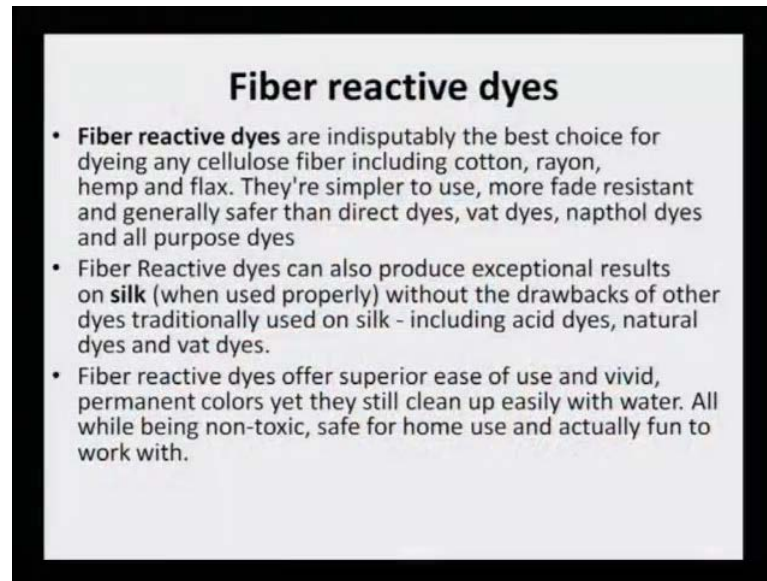 Fiber reactive dyes
• Fiber reactive dyes are indisputably the best choice for
dyeing any cellulose fiber including cotton, rayon,
hemp and flax. They're simpler to use, more fade resistant
and generally safer than direct dyes, vat dyes, napthol dyes
and all purpose dyes
• Fiber Reactive dyes can also produce exceptional results
on silk (when used properly) without the drawbacks of other
dyes traditionally used on silk - including acid dyes, natural
dyes and vat dyes.
• Fiber reactive dyes offer superior ease of use and vivid,
permanent colors yet they still clean up easily with water. All
while being non-toxic, safe for home use and actually fun to
work with.